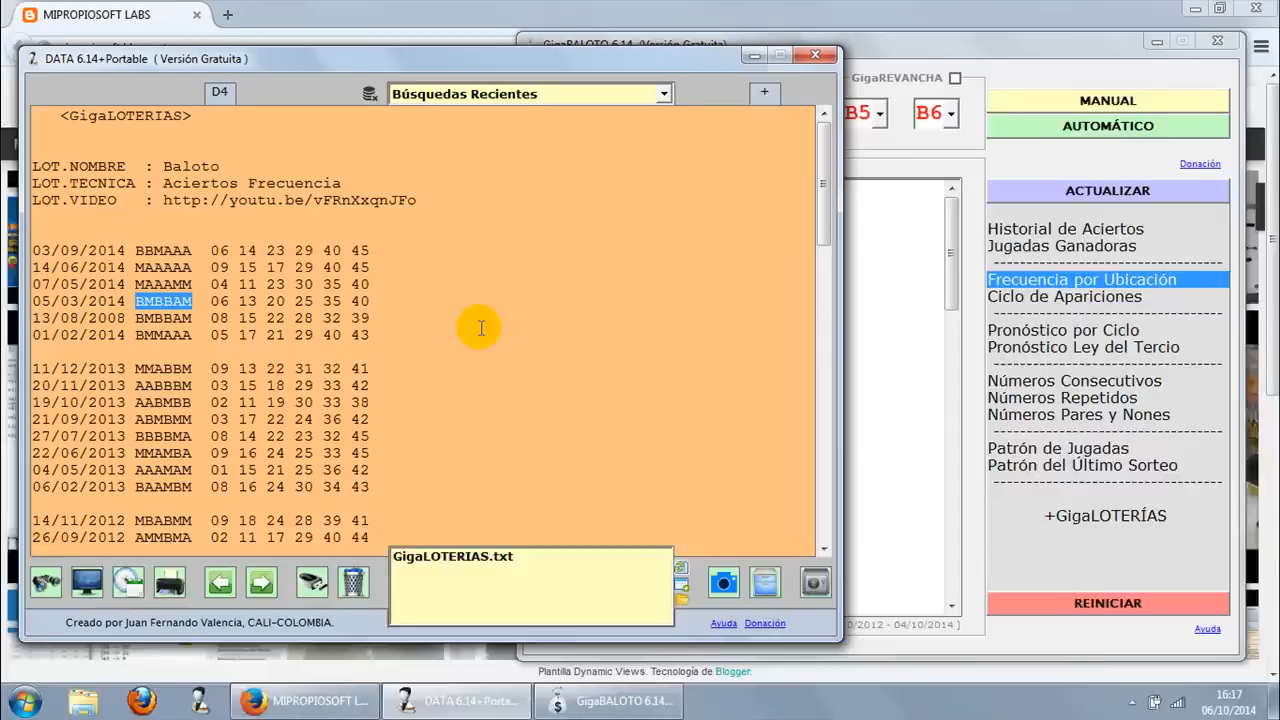 MIPROPIOSOFT LABS
DATA 6.14+Portable ( Versión Gratuita )
D4
Búsquedas Recientes
+
<GigaLOTERIAS>
LOT.NOMBRE : Baloto
LOT.TECNICA : Aciertos Frecuencia
LOT.VIDEO : http://youtu.be/vFRnXxqnJFo
03/09/2014 BBMAAA 06 14 23 29 40 45
14/06/2014 MAAAAA 09 15 17 29 40 45
07/05/2014 MAAAMM 04 11 23 30 35 40
05/03/2014 BMBBAM 06 13 20 25 35 40
13/08/2008 BMBBAM 08 15 22 28 32 39
01/02/2014 BMMAAA 05 17 21 29 40 43
11/12/2013 MMABBM 09 13 22 31 32 41
20/11/2013 AABBBM 03 15 18 29 33 42
19/10/2013 AABMBB 02 11 19 30 33 38
21/09/2013 ABMBMM 03 17 22 24 36 42
27/07/2013 BBBBMA 08 14 22 23 32 45
22/06/2013 MMAMBA 09 16 24 25 33 45
04/05/2013 AAAMAM 01 15 21 25 36 42
06/02/2013 BAAMBM 08 16 24 30 34 43
14/11/2012 MBABMM 09 18 24 28 39 41
26/09/2012 AMMBMA 02 11 17 29 40 44
GigaLOTERIAS.txt
Creado por Juan Fernando Valencia, CALI-COLOMBIA.
Ayuda
Donación
GigaBALOTO 6.14 (Versión Gratuita)
GigaREVANCHA
B5
B6
MANUAL
AUTOMÁTICO
Donación
ACTUALIZAR
Historial de Aciertos
Jugadas Ganadoras
Frecuencia por Ubicación
Ciclo de Apariciones
Pronóstico por Ciclo
Pronóstico Ley del Tercio
Números Consecutivos
Números Repetidos
Números Pares y Nones
Patrón de Jugadas
Patrón del Último Sorteo
+GigaLOTERÍAS
REINICIAR
/2012 - 04/10/2014 ]
Ayuda
Plantilla Dynamic Views. Tecnología de Blogger.
MIPROPIOSOFT L...
DATA 6.14+Porta...
GigaBALOTO 6.14...
16:17
06/10/2014